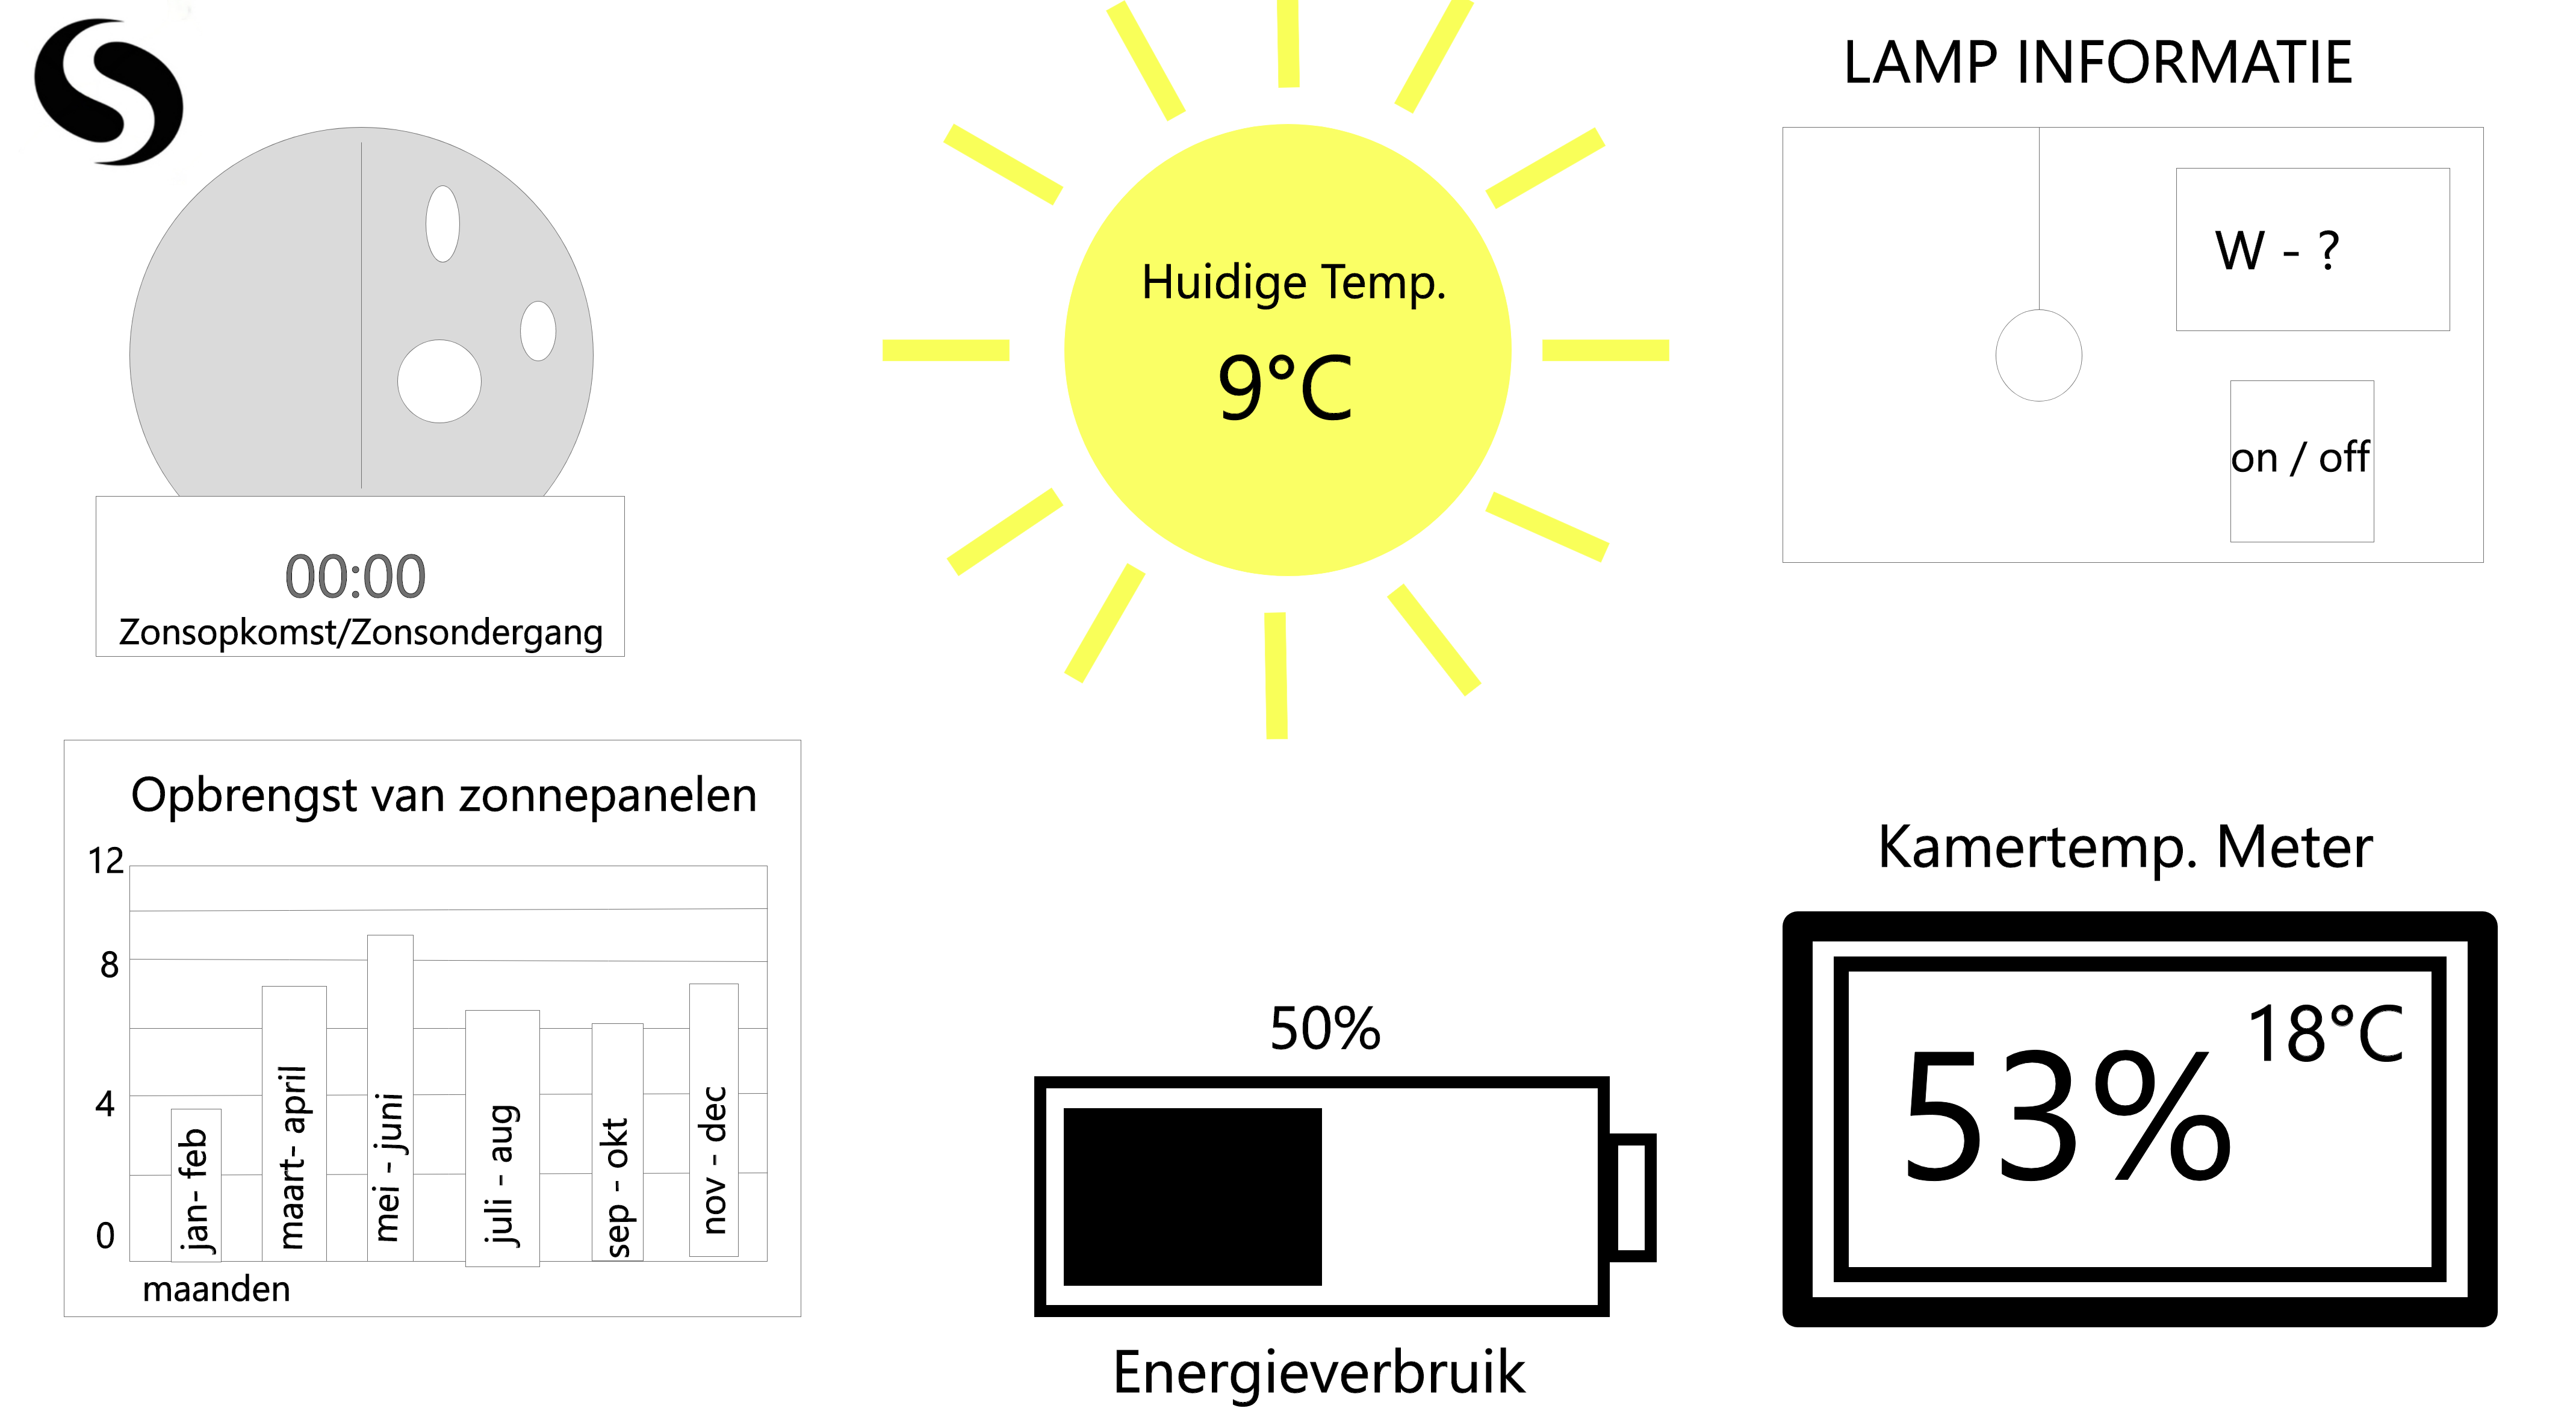 LAMP INFORMATIE
W - ?
on / off
Huidige Temp.
9°C
00:00
Zonsopkomst/Zonsondergang
Opbrengst van zonnepanelen
12
8
4
0
jan- feb
maart- april
mei - juni
juli - aug
sep - okt
nov - dec
maanden
50%
Energieverbruik
Kamertemp. Meter
18°C
53%